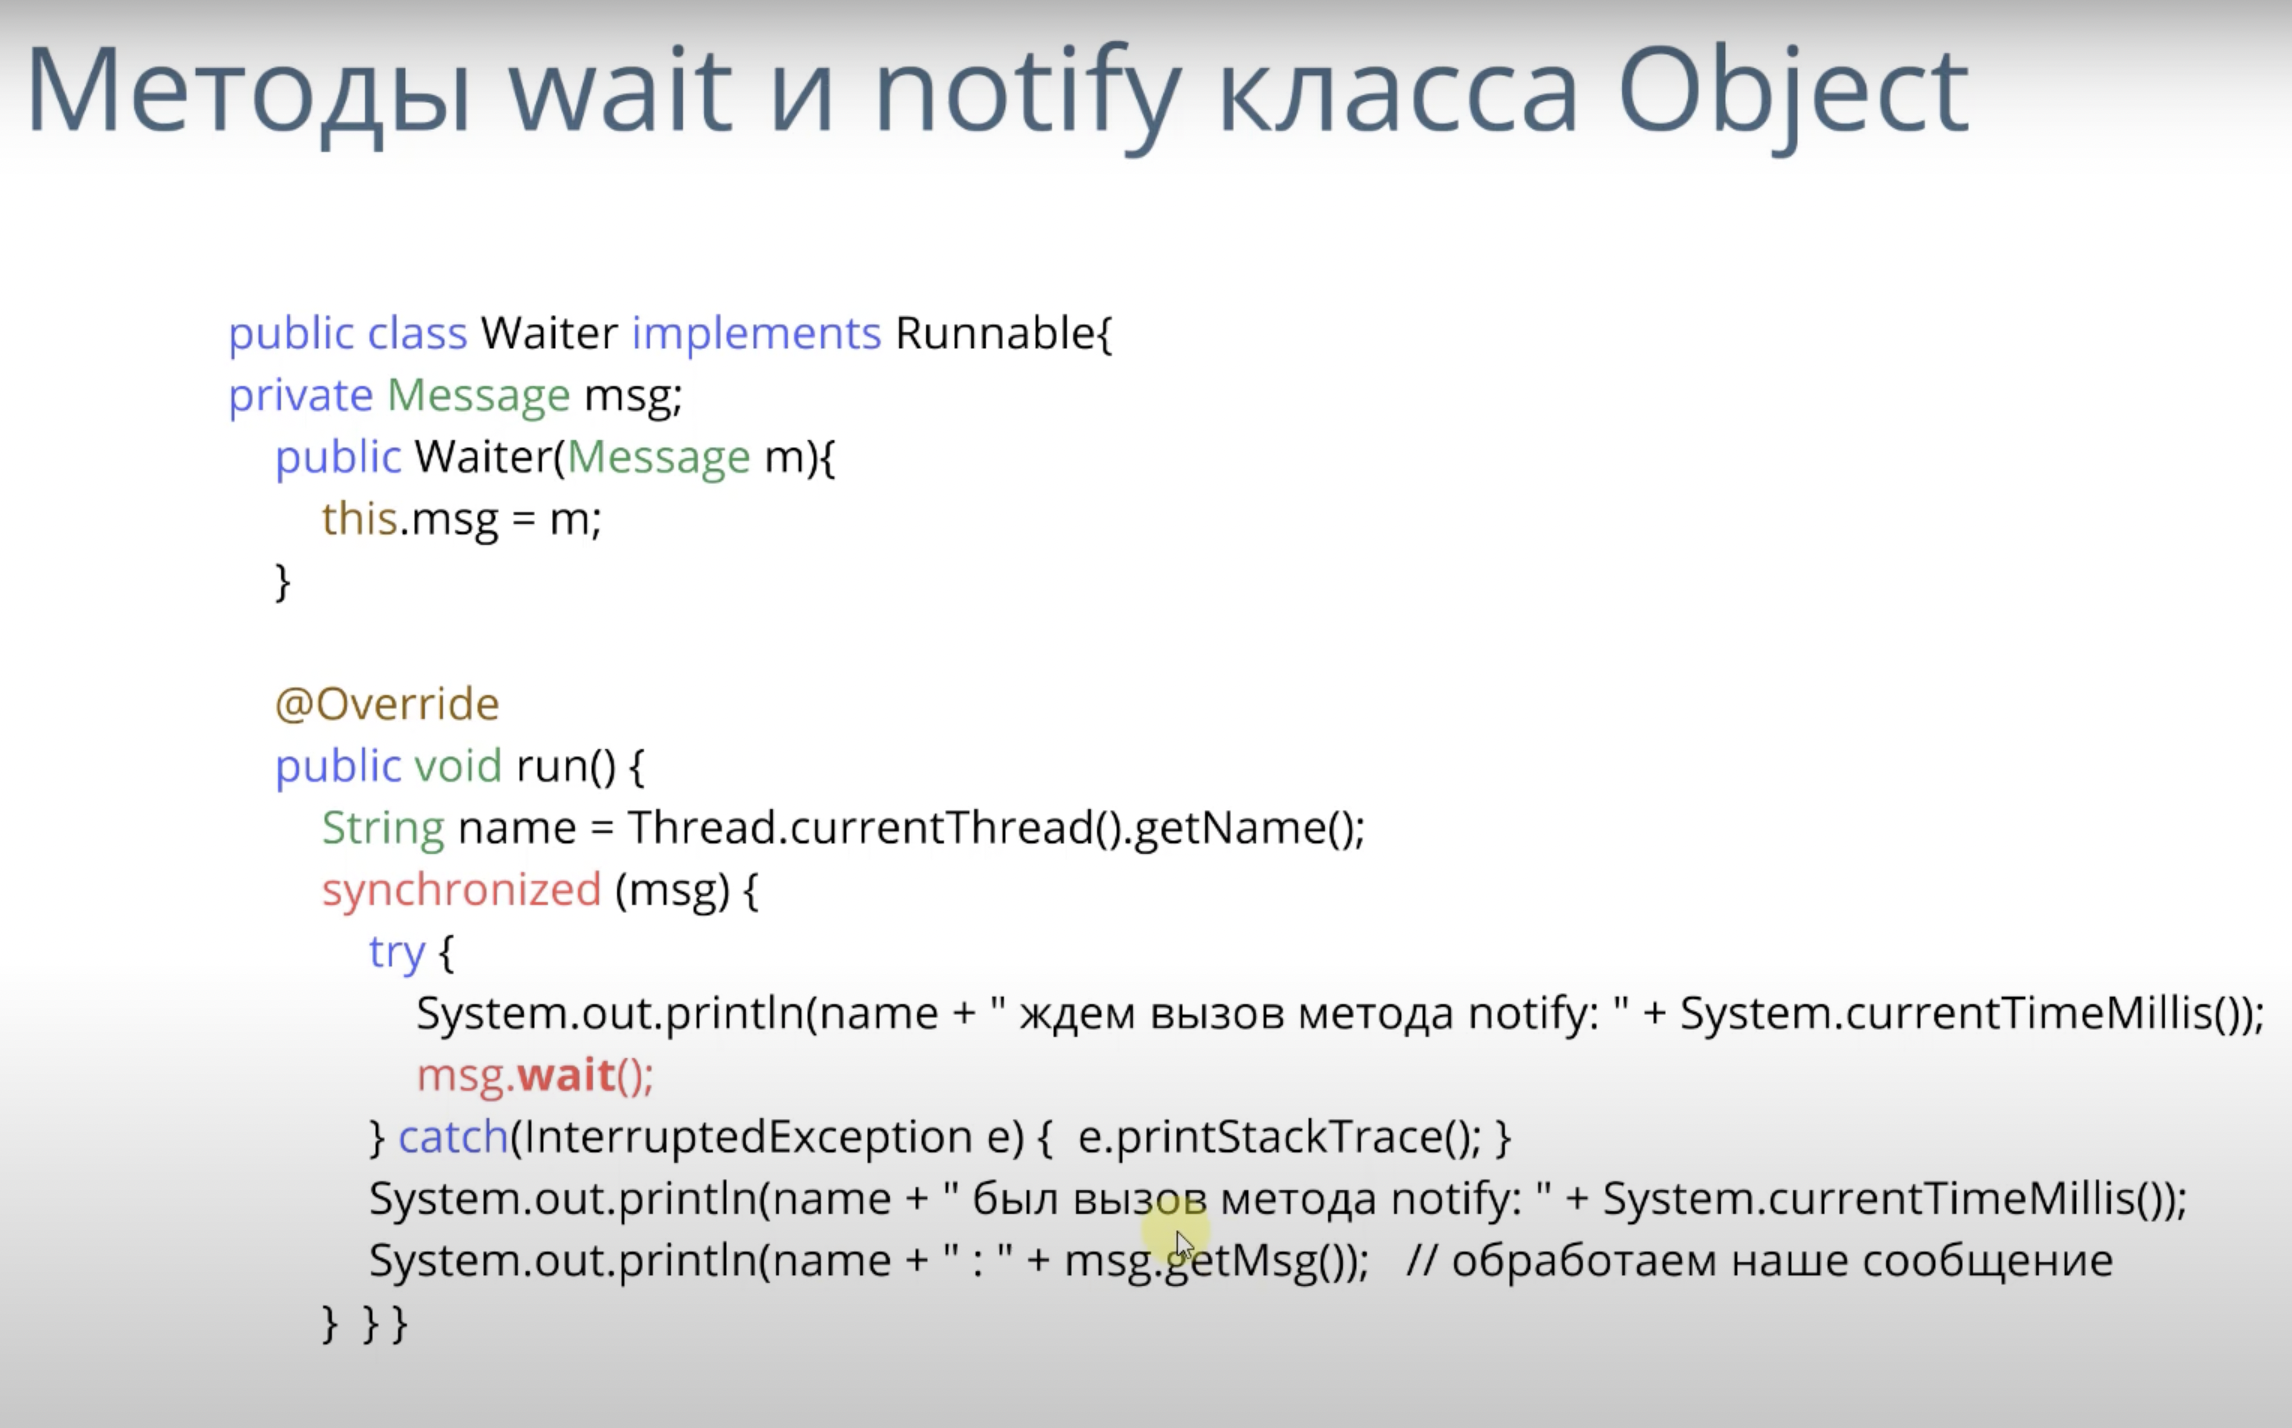 Методы wait и notify класса Object
public class Waiter implements Runnable{
private Message msg;
public Waiter(Message m){
this.msg = m;
}
@Override
public void run() {
String name = Thread.currentThread().getName();
synchronized (msg) {
try {
System.out.println(name + " ждем вызов метода notify: " + System.currentTimeMillis());
msg.wait();
} catch(InterruptedException e) {  e.printStackTrace(); }
System.out.println(name + " был вызов метода notify: " + System.currentTimeMillis());
System.out.println(name + " : " + msg.getMsg());   // обработаем наше сообщение
}  } }